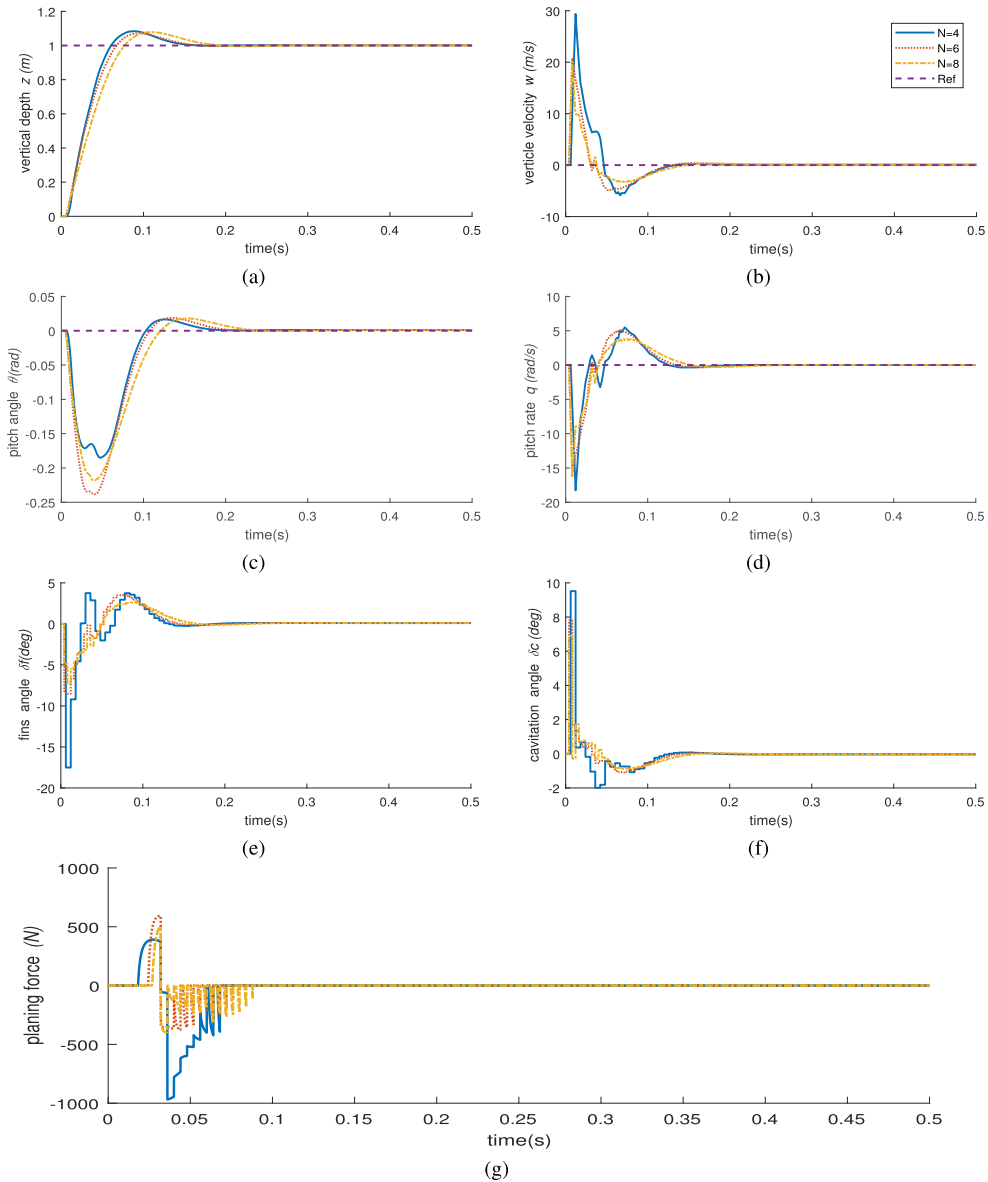 1.2
1
0.8
0.6
0.4
0.2
0
vertical depth z (m)
0 0.1 0.2 0.3 0.4 0.5
time(s)
(a)
30
20
10
0
-10
verticle velocity w (m/s)
N=4
N=6
N=8
Ref
0 0.1 0.2 0.3 0.4 0.5
time(s)
(b)
0.05
0
-0.05
-0.1
-0.15
-0.2
-0.25
pitch angle θ(rad)
0 0.1 0.2 0.3 0.4 0.5
time(s)
(c)
10
5
0
-5
-10
-15
-20
pitch rate q (rad/s)
0 0.1 0.2 0.3 0.4 0.5
time(s)
(d)
5
0
-5
-10
-15
-20
fins angle δf(deg)
0 0.1 0.2 0.3 0.4 0.5
time(s)
(e)
10
8
6
4
2
0
-2
cavitation angle δc (deg)
0 0.1 0.2 0.3 0.4 0.5
time(s)
(f)
1000
500
0
-500
-1000
planing force (N)
0 0.05 0.1 0.15 0.2 0.25 0.3 0.35 0.4 0.45 0.5
time(s)
(g)